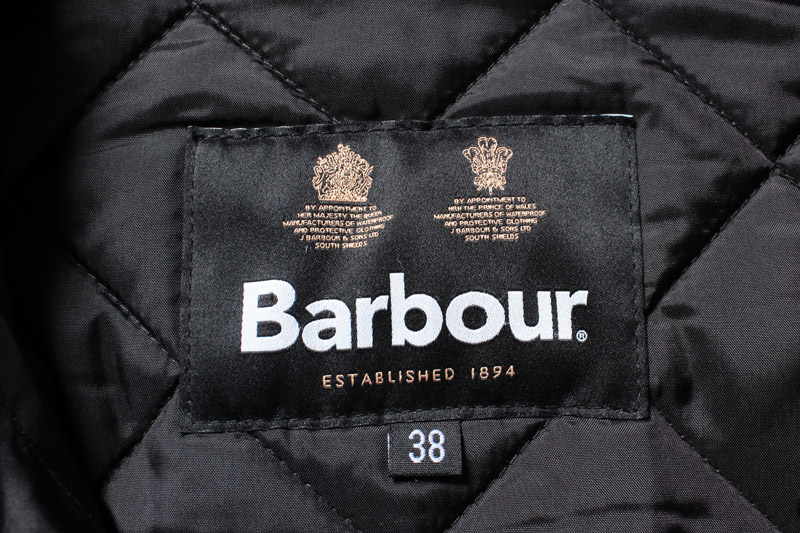 BY APPOINTMENT TO
HER MAJESTY THE QUEEN
MANUFACTURERS OF WATERPROOF
AND PROTECTIVE CLOTHING
J BARBOUR & SONS LTD
SOUTH SHIELDS
BY APPOINTMENT TO
HRH THE PRINCE OF WALES
MANUFACTURERS OF WATERPROOF
AND PROTECTIVE CLOTHING
J BARBOUR & SONS LTD
SOUTH SHIELDS
Barbour®
ESTABLISHED 1894
38